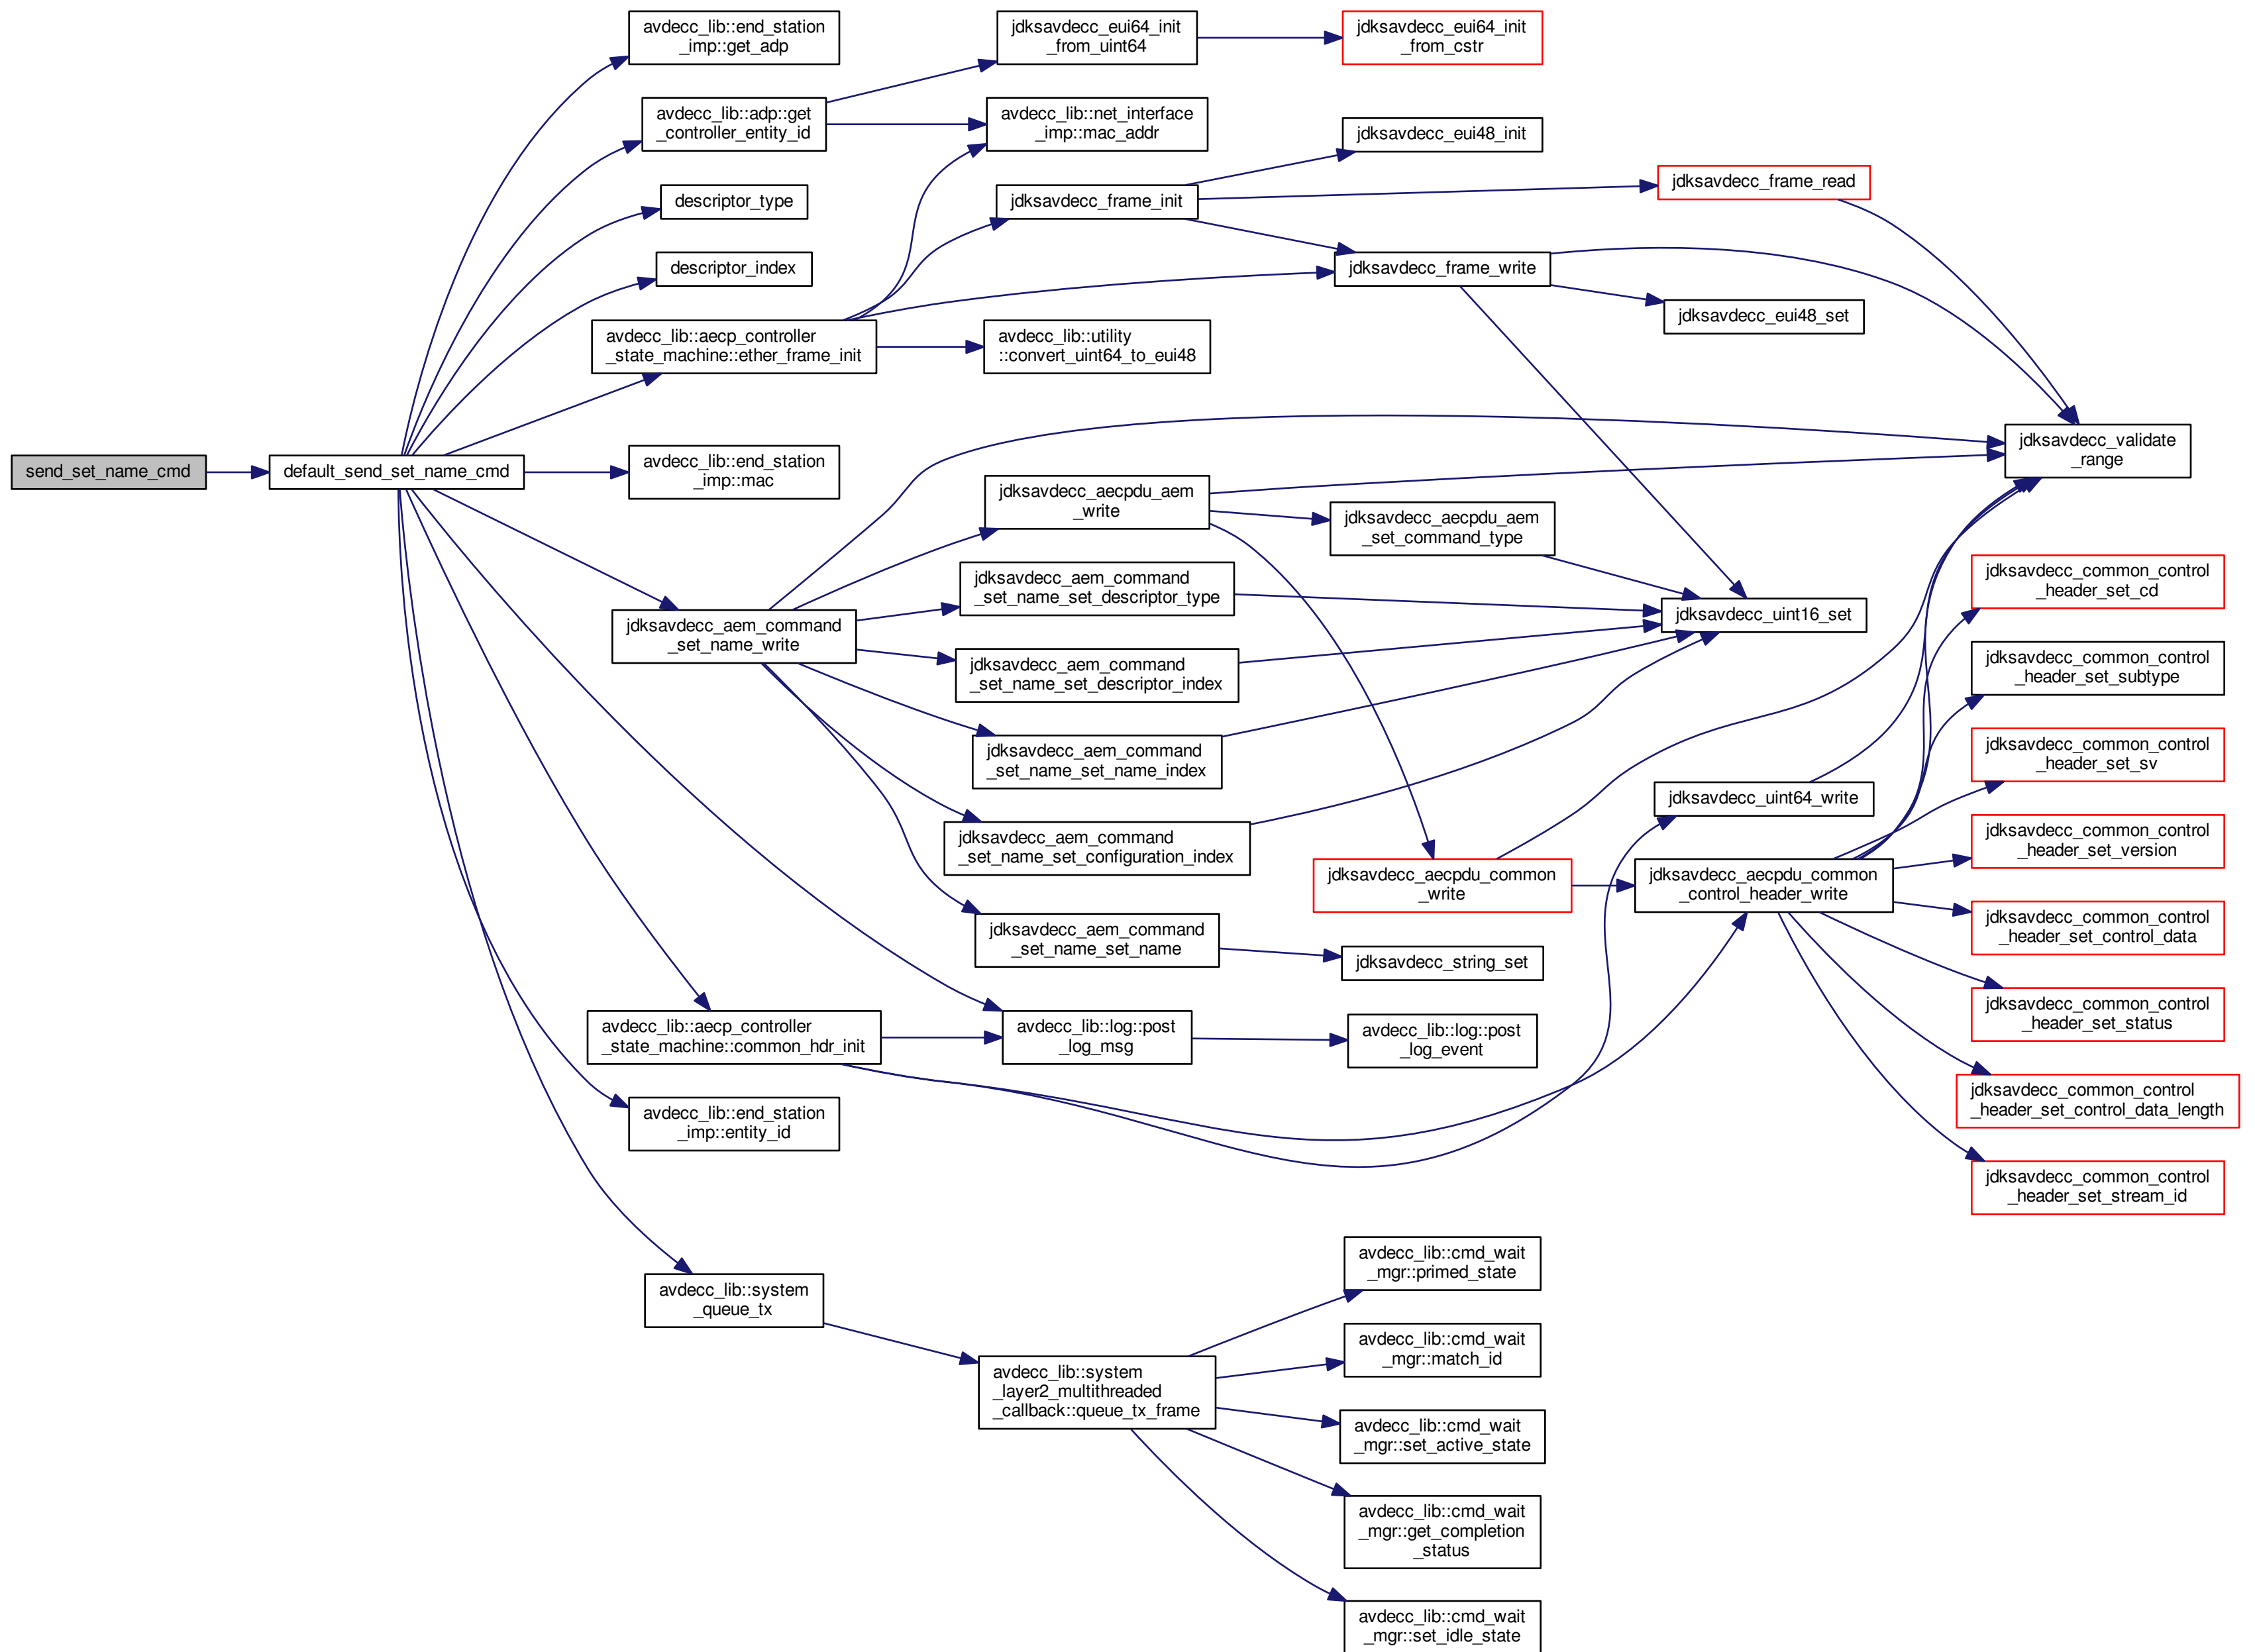 send_set_name_cmd
default_send_set_name_cmd
avdecc_lib::end_station
_imp::get_adp
avdecc_lib::adp::get
_controller_entity_id
descriptor_type
descriptor_index
avdecc_lib::aecp_controller
_state_machine::ether_frame_init
avdecc_lib::end_station
_imp::mac
jdksavdecc_aem_command
_set_name_write
avdecc_lib::aecp_controller
_state_machine::common_hdr_init
avdecc_lib::end_station
_imp::entity_id
avdecc_lib::system
_queue_tx
jdksavdecc_eui64_init
_from_uint64
avdecc_lib::net_interface
_imp::mac_addr
jdksavdecc_frame_init
avdecc_lib::utility
::convert_uint64_to_eui48
jdksavdecc_aecpdu_aem
_write
jdksavdecc_aem_command
_set_name_set_descriptor_type
jdksavdecc_aem_command
_set_name_set_descriptor_index
jdksavdecc_aem_command
_set_name_set_name_index
jdksavdecc_aem_command
_set_name_set_configuration_index
jdksavdecc_aem_command
_set_name_set_name
avdecc_lib::log::post
_log_msg
avdecc_lib::system
_layer2_multithreaded
_callback::queue_tx_frame
jdksavdecc_eui64_init
_from_cstr
jdksavdecc_eui48_init
jdksavdecc_frame_write
jdksavdecc_aecpdu_aem
_set_command_type
jdksavdecc_aecpdu_common
_write
jdksavdecc_string_set
avdecc_lib::log::post
_log_event
avdecc_lib::cmd_wait
_mgr::primed_state
avdecc_lib::cmd_wait
_mgr::match_id
avdecc_lib::cmd_wait
_mgr::set_active_state
avdecc_lib::cmd_wait
_mgr::get_completion
_status
avdecc_lib::cmd_wait
_mgr::set_idle_state
jdksavdecc_frame_read
jdksavdecc_eui48_set
jdksavdecc_uint16_set
jdksavdecc_uint64_write
jdksavdecc_aecpdu_common
_control_header_write
jdksavdecc_validate
_range
jdksavdecc_common_control
_header_set_cd
jdksavdecc_common_control
_header_set_subtype
jdksavdecc_common_control
_header_set_sv
jdksavdecc_common_control
_header_set_version
jdksavdecc_common_control
_header_set_control_data
jdksavdecc_common_control
_header_set_status
jdksavdecc_common_control
_header_set_control_data_length
jdksavdecc_common_control
_header_set_stream_id